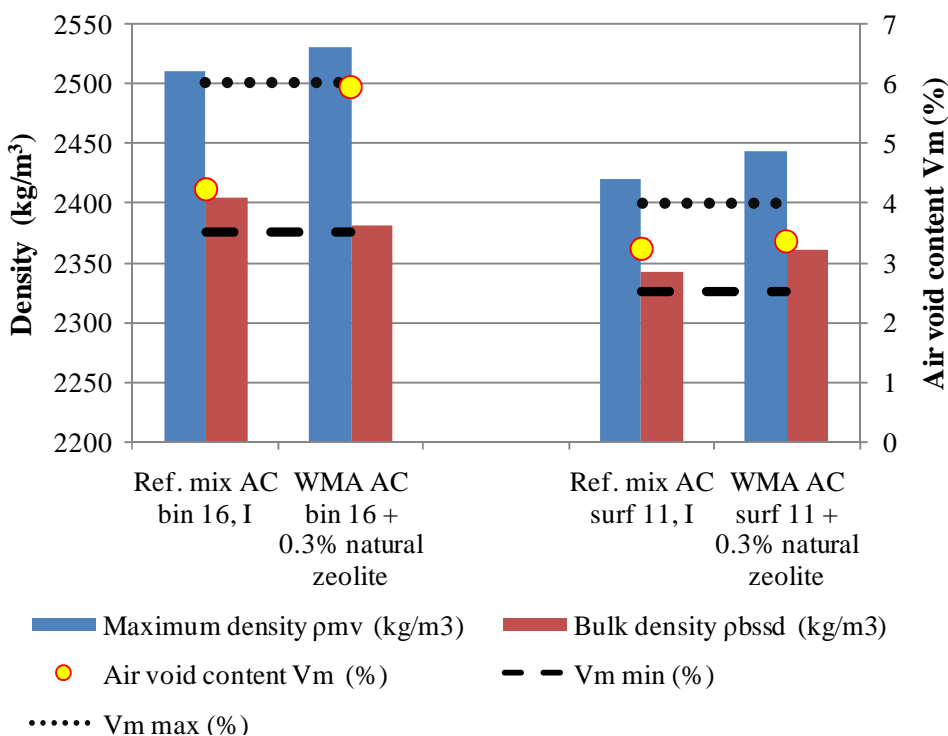 2550
2500
2450
2400
2350
2300
2250
2200
Density (kg/m³)
7
6
5
4
3
2
1
0
Air void content Vm (%)
Ref. mix AC
bin 16, I
WMA AC
bin 16 +
0.3% natural
zeolite
Ref. mix AC
surf 11, I
WMA AC
surf 11 +
0.3% natural
zeolite
Maximum density ρmv (kg/m3)
Bulk density ρbssd (kg/m3)
Air void content Vm (%)
Vm min (%)
Vm max (%)